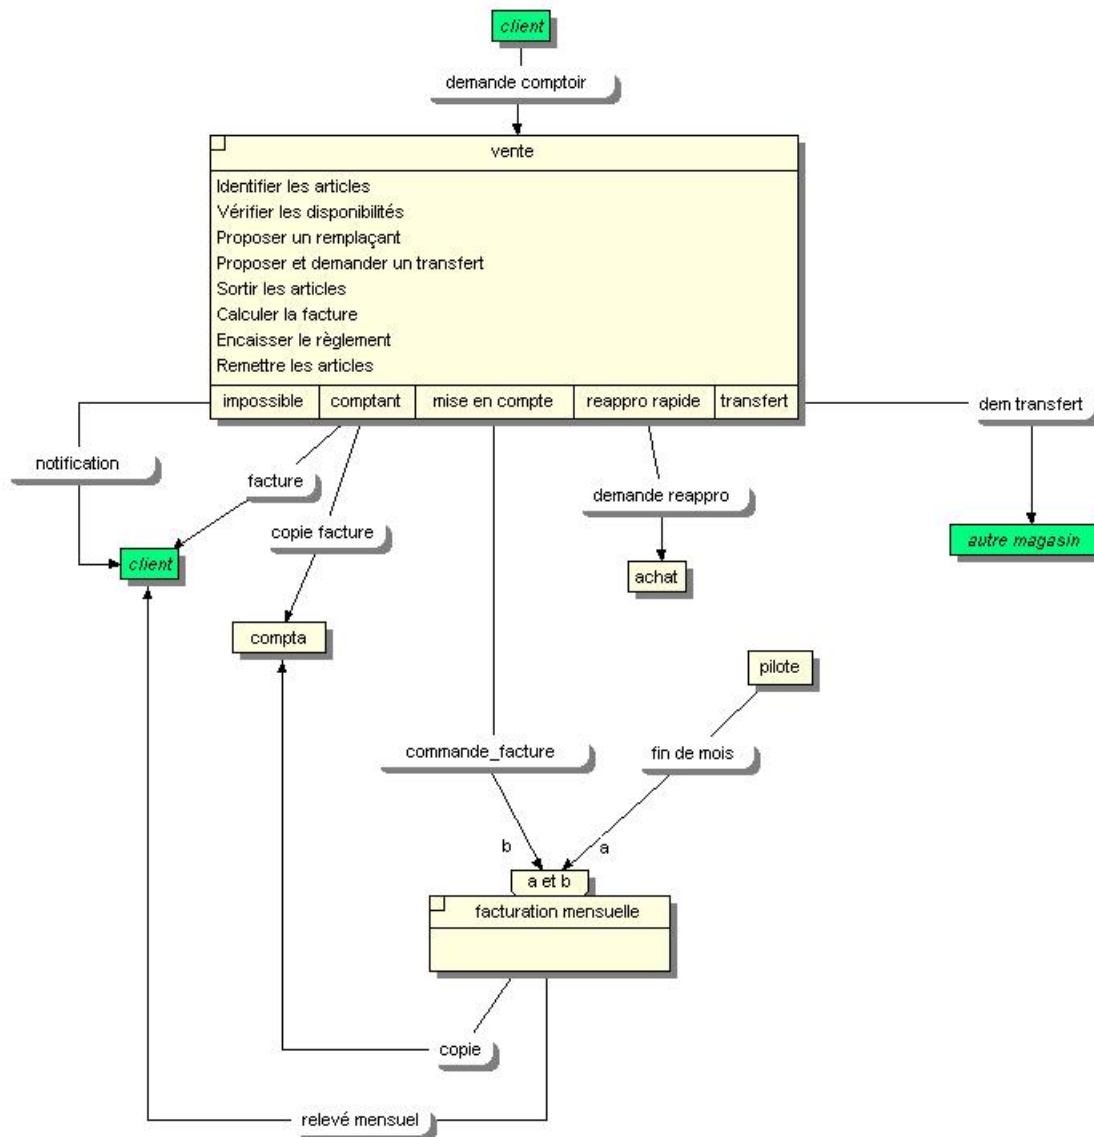 client
demande comptoir
vente
Identifier les articles
Vérifier les disponibilités
Proposer un remplaçant
Proposer et demander un transfert
Sortir les articles
Calculer la facture
Encaisser le règlement
Remettre les articles
impossible comptant mise en compte reappro rapide transfert
dem transfert
notification
facture
demande reappro
copie facture
autre magasin
client
achat
compta
pilote
commande_facture
fin de mois
b
a
a et b
facturation mensuelle
copie
relevé mensuel